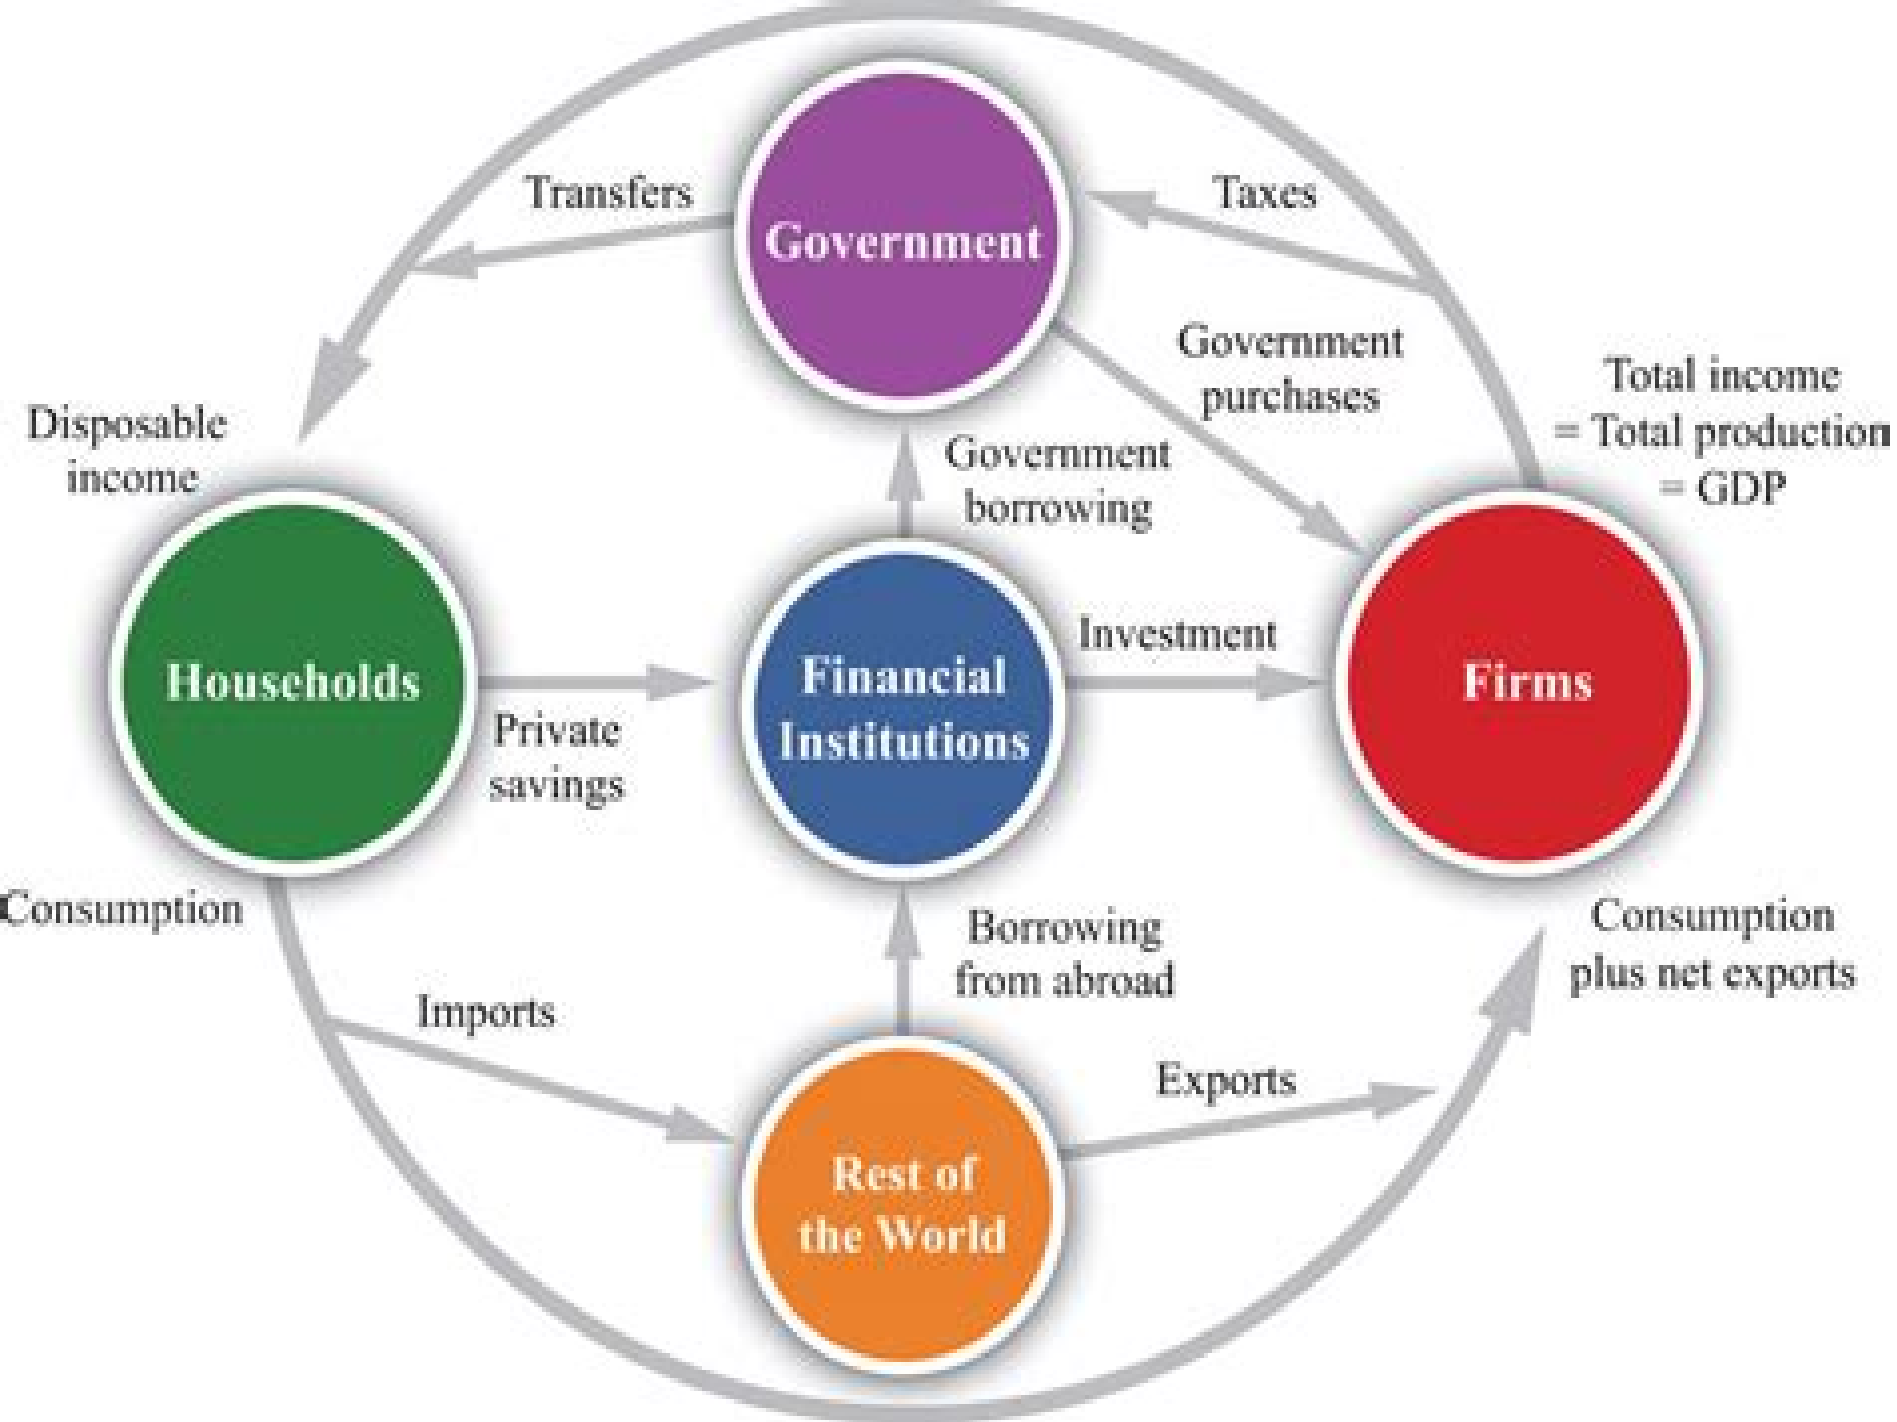 Transfers
Taxes
Government
Government
purchases
Total income
= Total production
= GDP
Disposable
income
Government
borrowing
Households
Private
savings
Financial
Institutions
Investment
Firms
Consumption
Consumption
plus net exports
Borrowing
from abroad
Imports
Exports
Rest of
the World